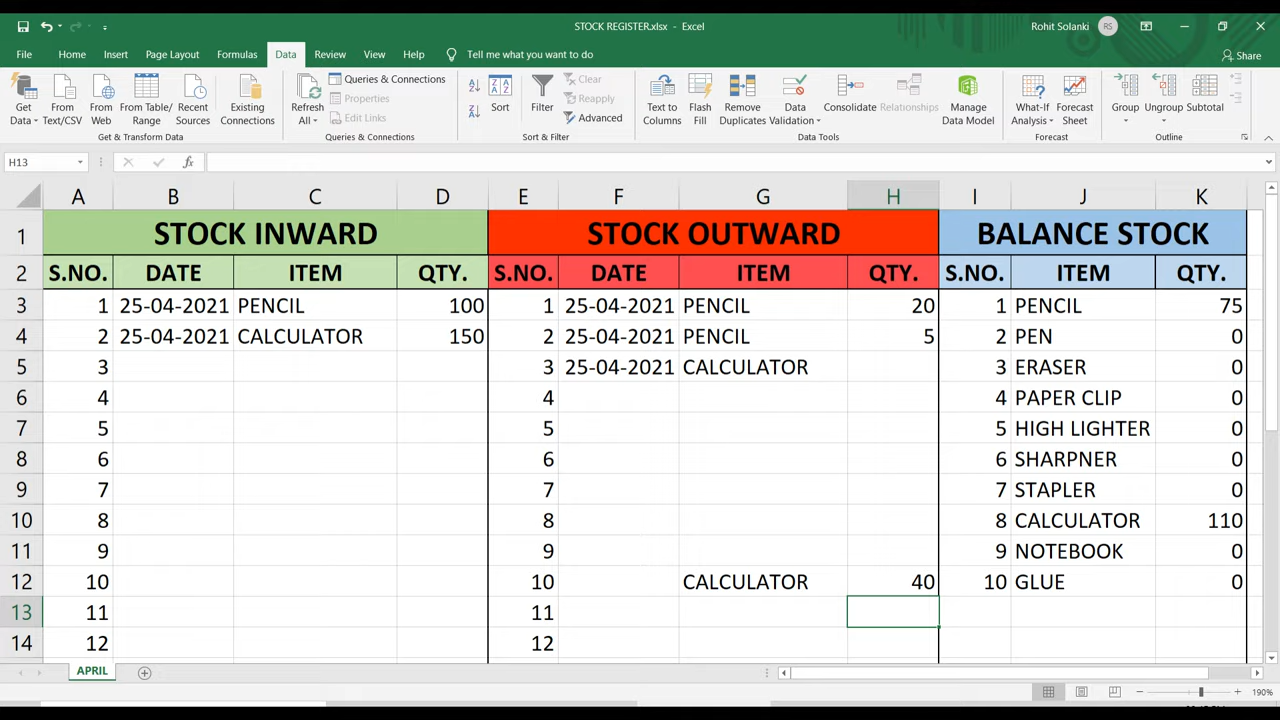 STOCK REGISTER.xlsx - Excel
Rohit Solanki RS
File Home Insert Page Layout Formulas Data Review View Help Tell me what you want to do Share
Get Data
From Text/CSV
From Web
From Table/Range
Recent Sources
Existing Connections
Get & Transform Data
Refresh All
Queries & Connections
Properties
Edit Links
Queries & Connections
Sort
Filter
Clear
Reapply
Advanced
Sort & Filter
Text to Columns
Flash Fill
Remove Duplicates
Data Validation
Consolidate
Relationships
Manage Data Model
Data Tools
What-If Analysis
Forecast Sheet
Forecast
Group
Ungroup
Subtotal
Outline
H13 fx
A B C D E F G H I J K
1 STOCK INWARD STOCK OUTWARD BALANCE STOCK
2 S.NO. DATE ITEM QTY. S.NO. DATE ITEM QTY. S.NO. ITEM QTY.
3 1 25-04-2021 PENCIL 100 1 25-04-2021 PENCIL 20 1 PENCIL 75
4 2 25-04-2021 CALCULATOR 150 2 25-04-2021 PENCIL 5 2 PEN 0
5 3 3 25-04-2021 CALCULATOR 3 ERASER 0
6 4 4 4 PAPER CLIP 0
7 5 5 5 HIGH LIGHTER 0
8 6 6 6 SHARPNER 0
9 7 7 7 STAPLER 0
10 8 8 8 CALCULATOR 110
11 9 9 9 NOTEBOOK 0
12 10 10 CALCULATOR 40 10 GLUE 0
13 11 11
14 12 12
APRIL
190%